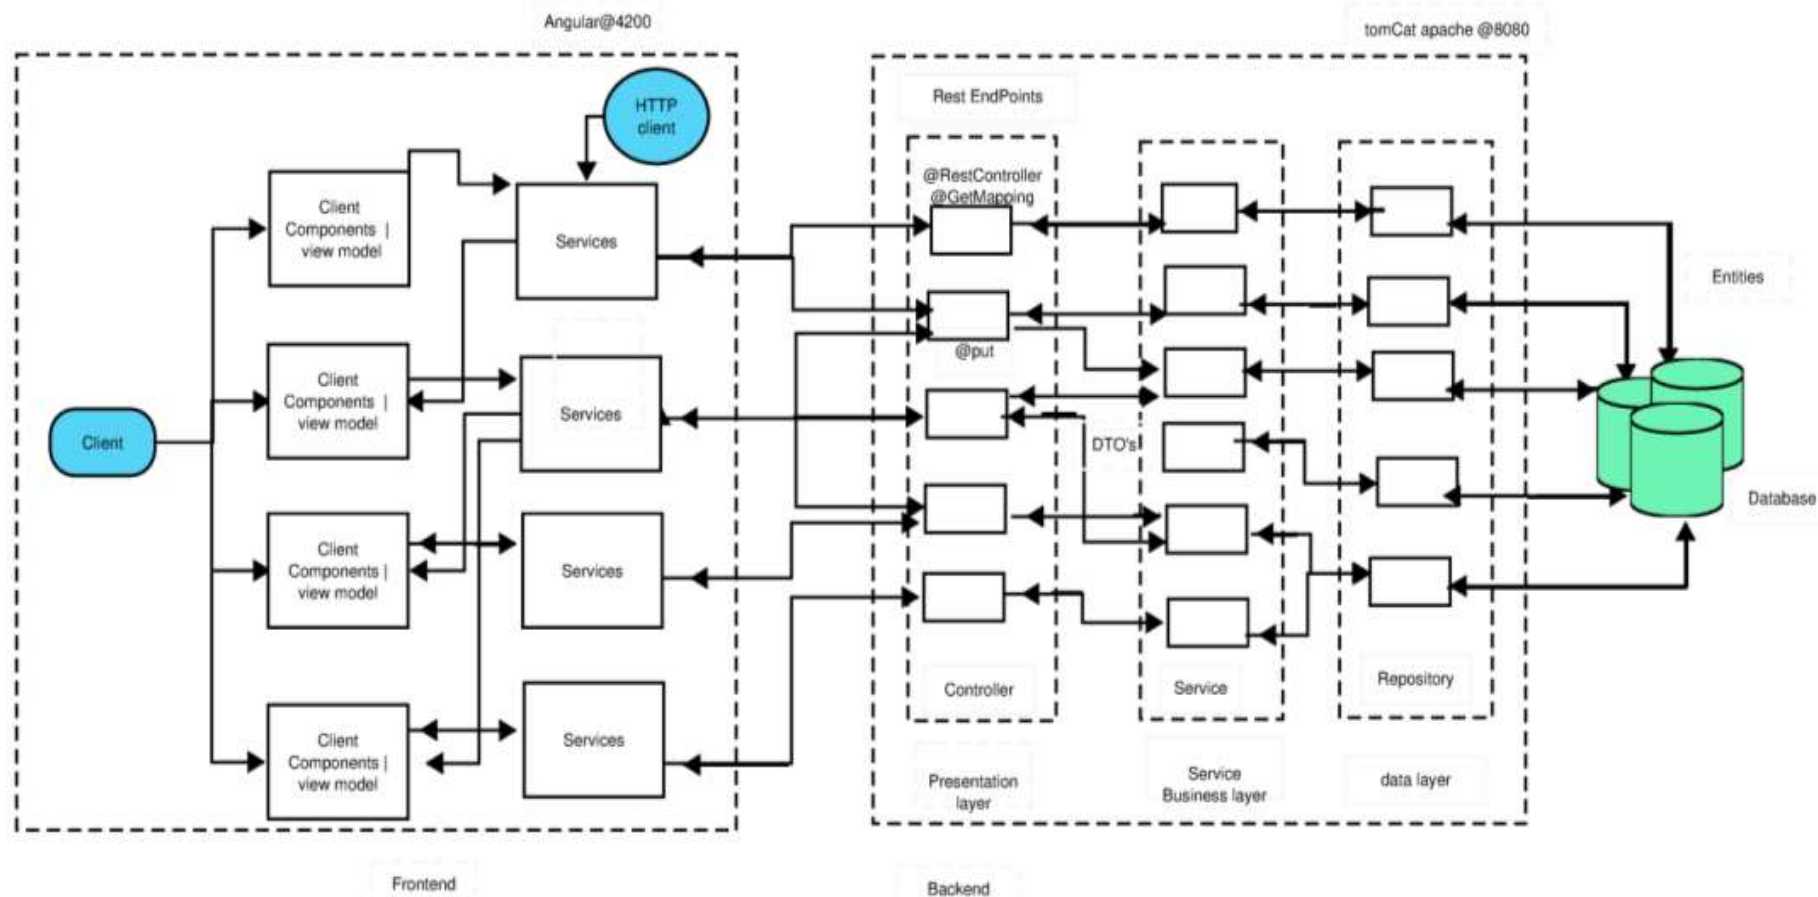 Angular@4200
tomCat apache @8080
HTTP
client
Rest EndPoints
@RestController
@GetMapping
Client
Components |
view model
Services
Entities
@put
Client
Components |
view model
Services
Client
DTO's
Database
Client
Components |
view model
Services
Controller
Service
Repository
Client
Components |
view model
Services
Presentation
layer
Service
Business layer
data layer
Frontend
Backend